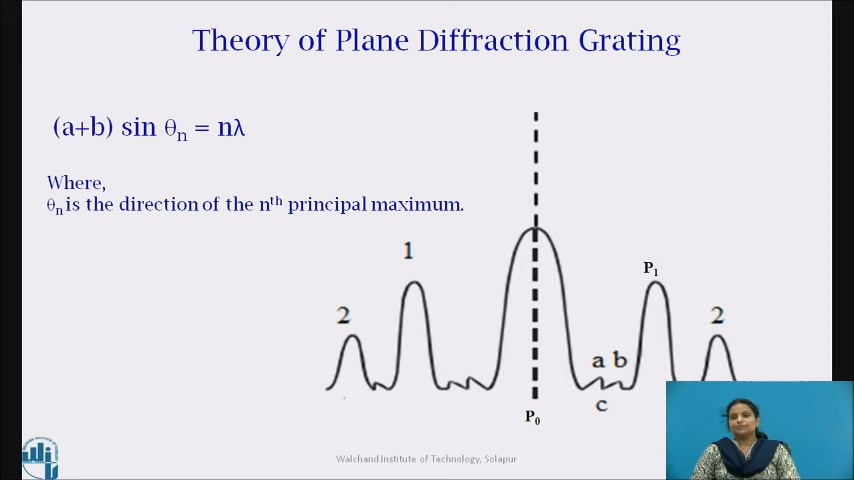 Theory of Plane Diffraction Grating
(a+b) sin θn = nλ
Where,
θn is the direction of the nth principal maximum.
1
P1
2
2
a b
c
P0
Walchand Institute of Technology, Solapur